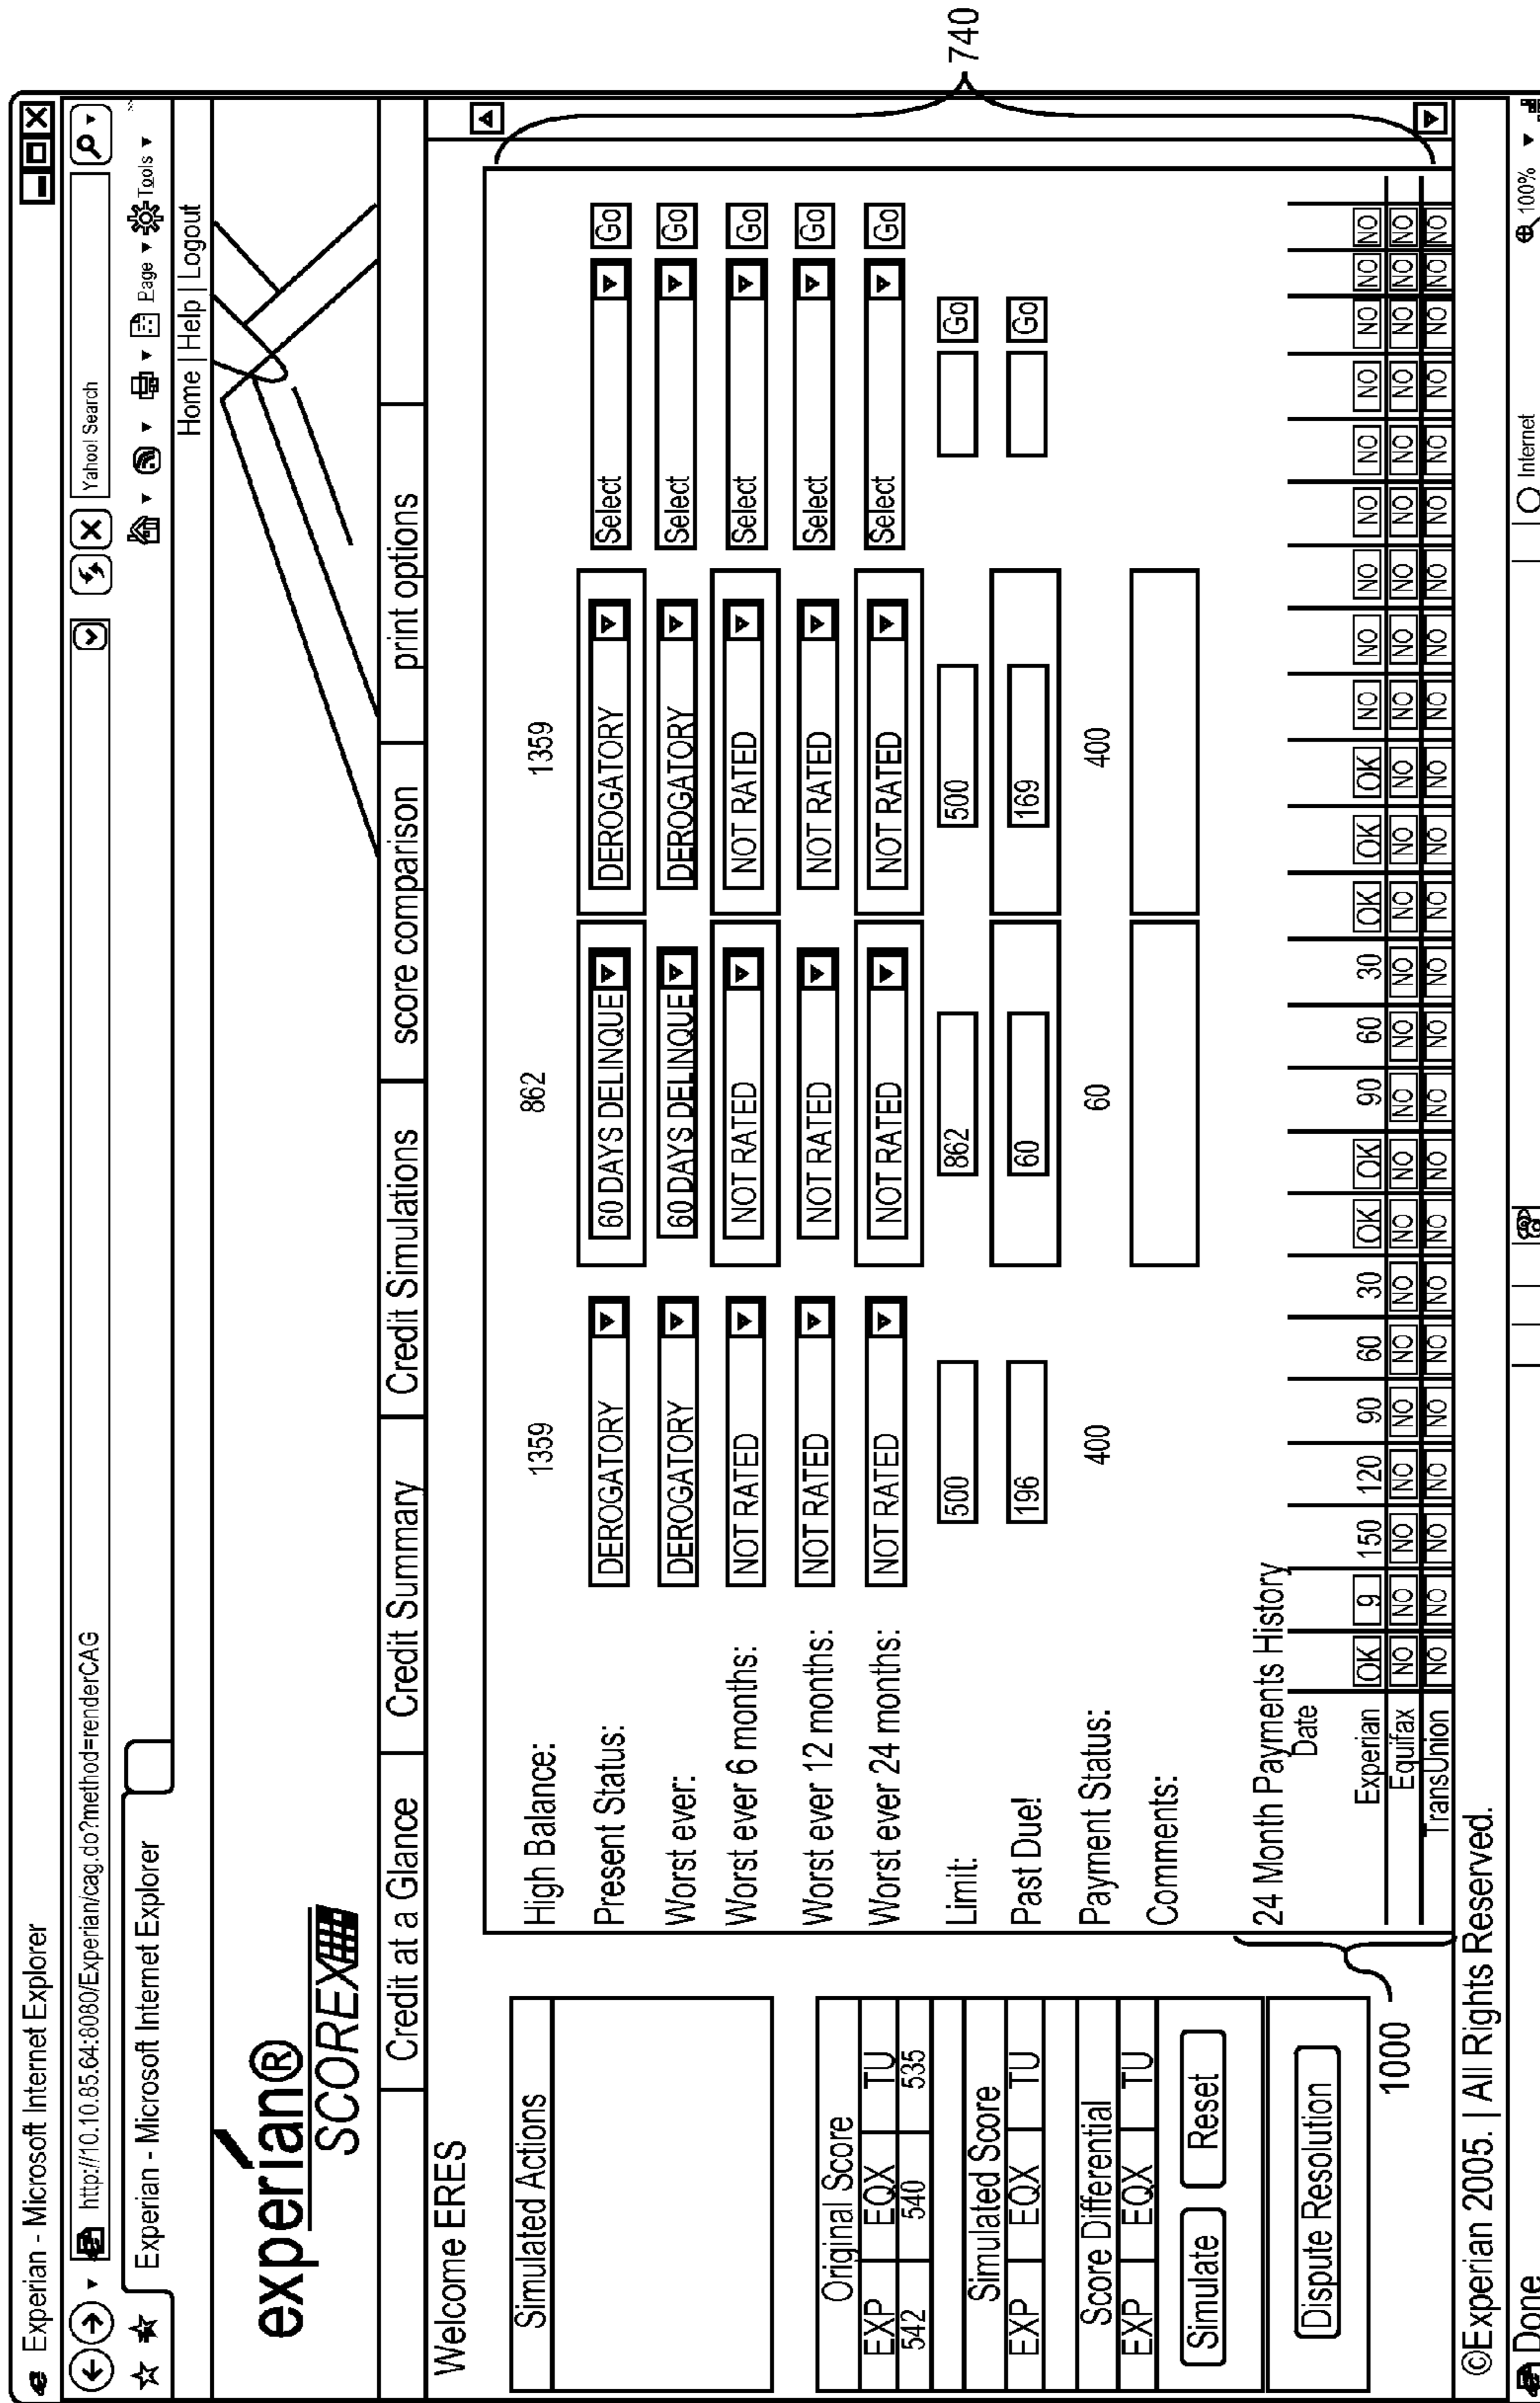 Experian - Microsoft Internet Explorer
http://10.10.85.64:8080/Experian/cag.do?method=renderCAG
Yahoo! Search
Experian - Microsoft Internet Explorer
Page
Tools
Home | Help | Logout
experían®
SCOREX
Credit at a Glance
Credit Summary
Credit Simulations
score comparison
print options
Welcome ERES
Simulated Actions
Original Score
EXP EQX TU
542 540 535
Simulated Score
EXP EQX TU
Score Differential
EXP EQX TU
Simulate Reset
Dispute Resolution
High Balance: 1359 862 1359
Present Status: DEROGATORY 60 DAYS DELINQUE DEROGATORY Select Go
Worst ever: DEROGATORY 60 DAYS DELINQUE DEROGATORY Select Go
Worst ever 6 months: NOT RATED NOT RATED NOT RATED Select Go
Worst ever 12 months: NOT RATED NOT RATED NOT RATED Select Go
Worst ever 24 months: NOT RATED NOT RATED NOT RATED Select Go
Limit: 500 862 500 Go
Past Due! 196 60 169 Go
Payment Status: 400 60 400
Comments:
24 Month Payments History
Date
Experian OK 9 150 120 90 60 30 OK OK 90 60 30 OK OK OK NO NO NO NO NO NO NO NO NO
Equifax NO NO NO NO NO NO NO NO NO NO NO NO NO NO NO NO NO NO NO NO NO NO NO NO
TransUnion NO NO NO NO NO NO NO NO NO NO NO NO NO NO NO NO NO NO NO NO NO NO NO NO
740
1000
©Experian 2005. | All Rights Reserved.
Done
Internet
100%